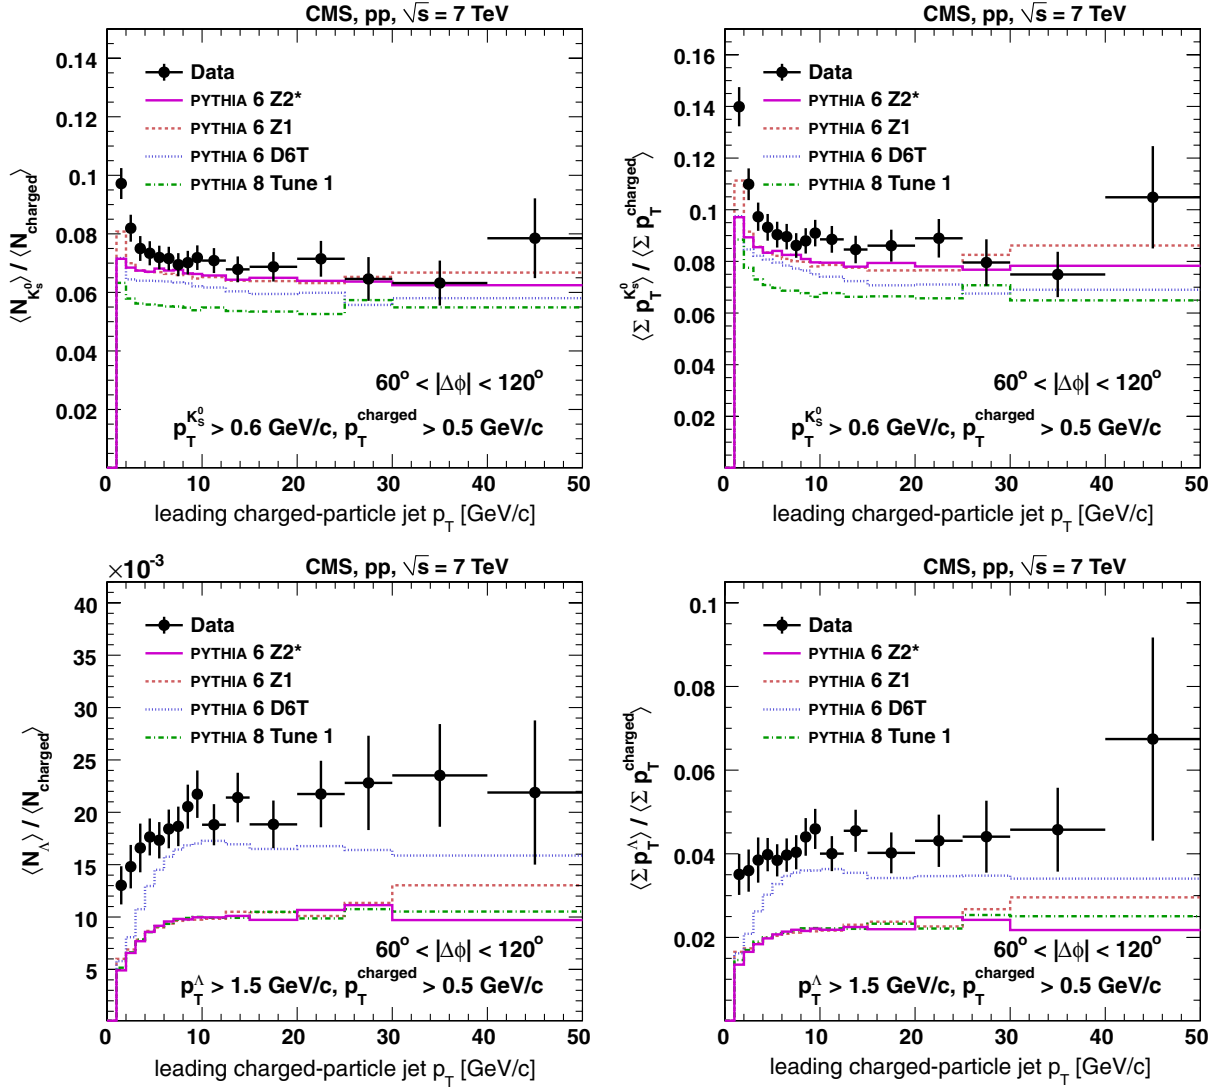 CMS, pp, √s = 7 TeV
⟨N_K_s^0⟩ / ⟨N_charged⟩
0.14
0.12
0.1
0.08
0.06
0.04
0.02
Data
PYTHIA 6 Z2*
PYTHIA 6 Z1
PYTHIA 6 D6T
PYTHIA 8 Tune 1
60° < |Δϕ| < 120°
p_T^K_S^0 > 0.6 GeV/c, p_T^charged > 0.5 GeV/c
0 10 20 30 40 50
leading charged-particle jet p_T [GeV/c]
CMS, pp, √s = 7 TeV
⟨Σ p_T^K_s^0⟩ / ⟨Σ p_T^charged⟩
0.16
0.14
0.12
0.1
0.08
0.06
0.04
0.02
Data
PYTHIA 6 Z2*
PYTHIA 6 Z1
PYTHIA 6 D6T
PYTHIA 8 Tune 1
60° < |Δϕ| < 120°
p_T^K_S^0 > 0.6 GeV/c, p_T^charged > 0.5 GeV/c
0 10 20 30 40 50
leading charged-particle jet p_T [GeV/c]
×10^-3
CMS, pp, √s = 7 TeV
⟨N_Λ⟩ / ⟨N_charged⟩
40
35
30
25
20
15
10
5
Data
PYTHIA 6 Z2*
PYTHIA 6 Z1
PYTHIA 6 D6T
PYTHIA 8 Tune 1
60° < |Δϕ| < 120°
p_T^Λ > 1.5 GeV/c, p_T^charged > 0.5 GeV/c
0 10 20 30 40 50
leading charged-particle jet p_T [GeV/c]
CMS, pp, √s = 7 TeV
⟨Σ p_T^Λ⟩ / ⟨Σ p_T^charged⟩
0.1
0.08
0.06
0.04
0.02
Data
PYTHIA 6 Z2*
PYTHIA 6 Z1
PYTHIA 6 D6T
PYTHIA 8 Tune 1
60° < |Δϕ| < 120°
p_T^Λ > 1.5 GeV/c, p_T^charged > 0.5 GeV/c
0 10 20 30 40 50
leading charged-particle jet p_T [GeV/c]